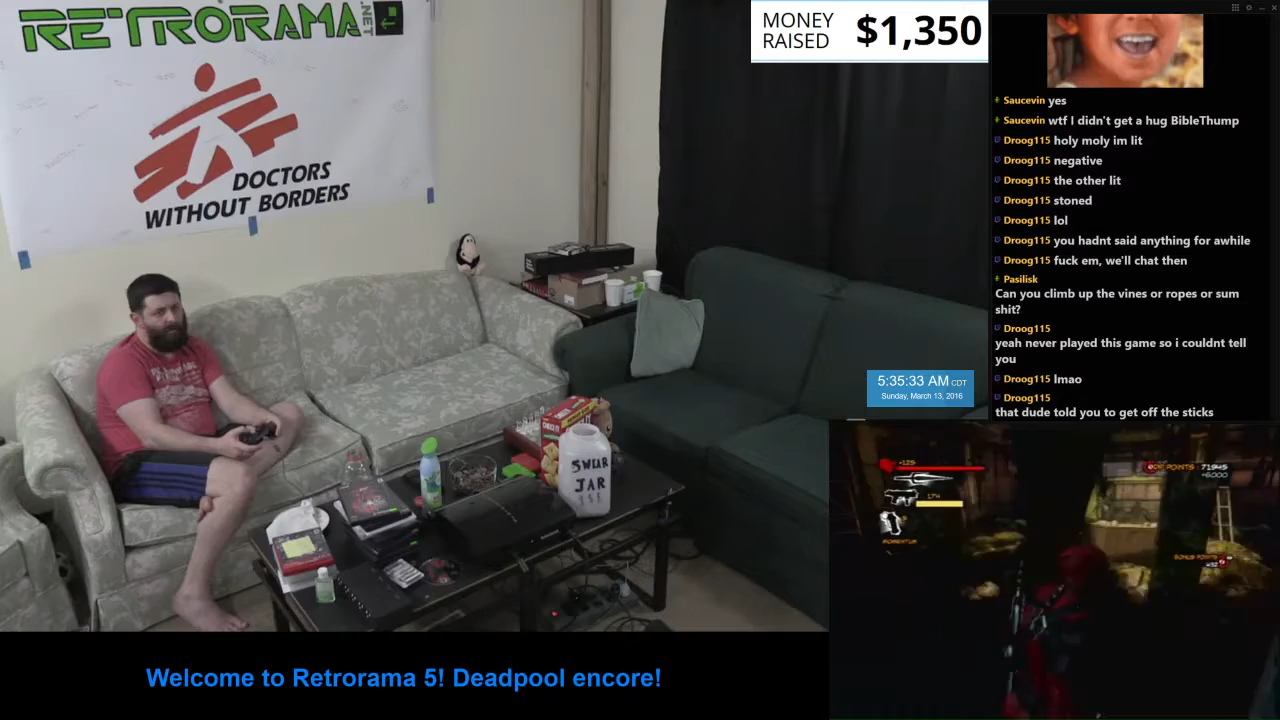 RETRORAMA
.NET
DOCTORS
WITHOUT BORDERS
MONEY
RAISED
$1,350
Saucevin yes
Saucevin wtf I didn't get a hug BibleThump
Droog115 holy moly im lit
Droog115 negative
Droog115 the other lit
Droog115 stoned
Droog115 lol
Droog115 you hadnt said anything for awhile
Droog115 fuck em, we'll chat then
Pasilisk
Can you climb up the vines or ropes or sum
shit?
Droog115
yeah never played this game so i couldnt tell
you
Droog115 lmao
Droog115
that dude told you to get off the sticks
5:35:33 AM CDT
Sunday, March 13, 2016
SWEAR
JAR
$$$
Welcome to Retrorama 5! Deadpool encore!